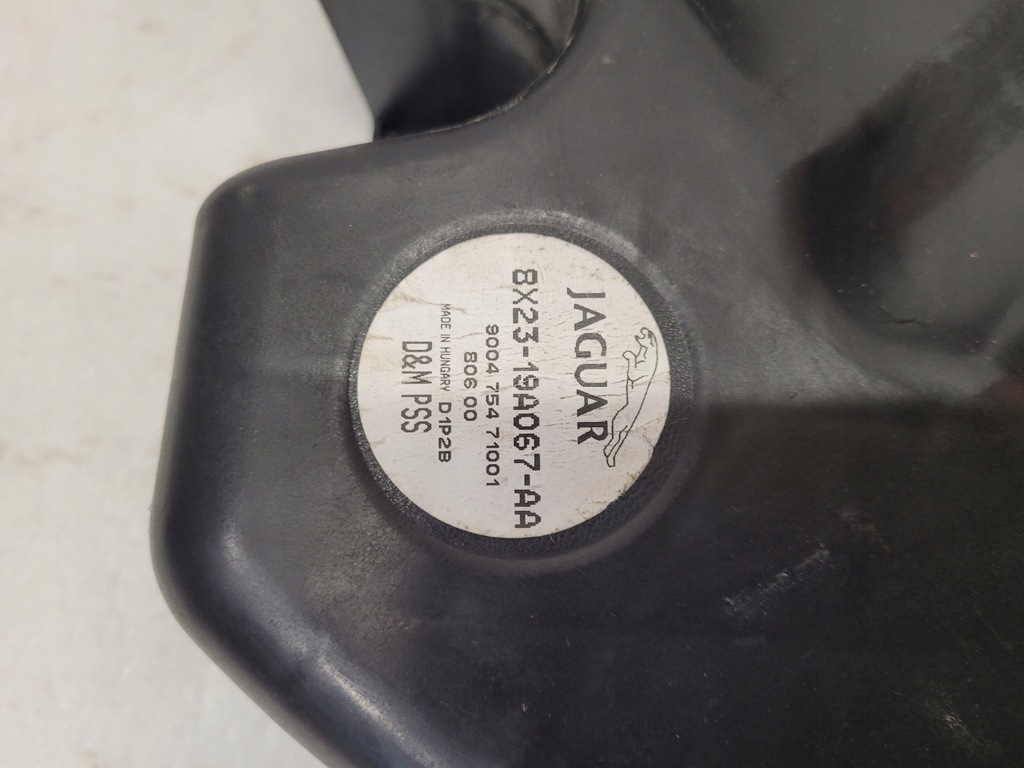 JAGUAR
8X23-19A067-AA
9004 754 71001
806 00
MADE IN HUNGARY D1P2B
D&M PSS